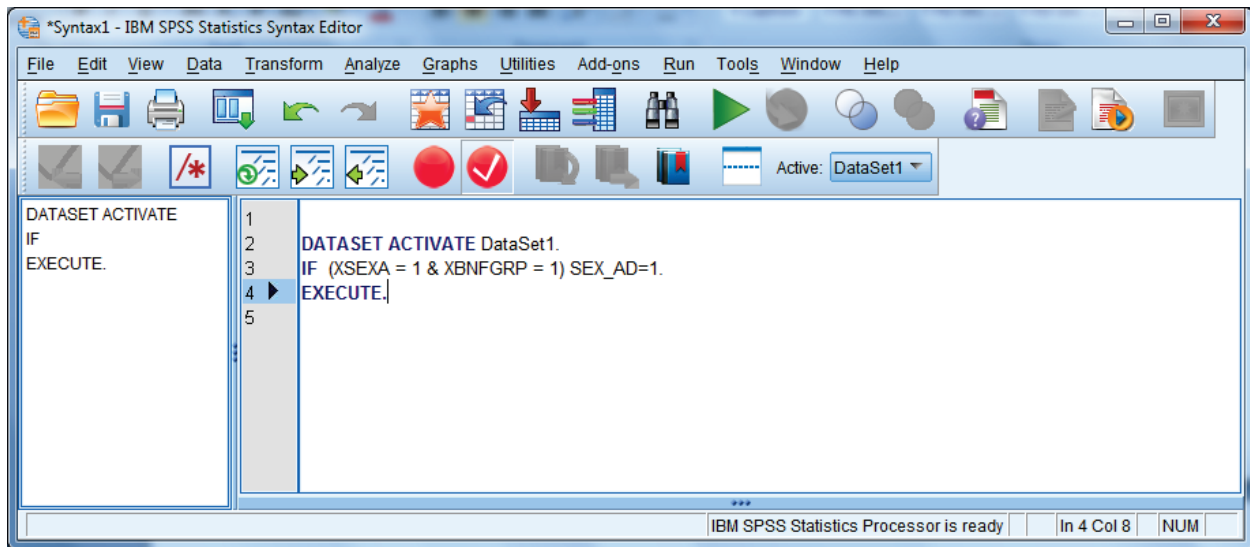 *Syntax1 - IBM SPSS Statistics Syntax Editor
File Edit View Data Transform Analyze Graphs Utilities Add-ons Run Tools Window Help
Active: DataSet1
DATASET ACTIVATE
IF
EXECUTE.
1
2 DATASET ACTIVATE DataSet1.
3 IF (XSEXA = 1 & XBNFGRP = 1) SEX_AD=1.
4 EXECUTE.
5
IBM SPSS Statistics Processor is ready In 4 Col 8 NUM